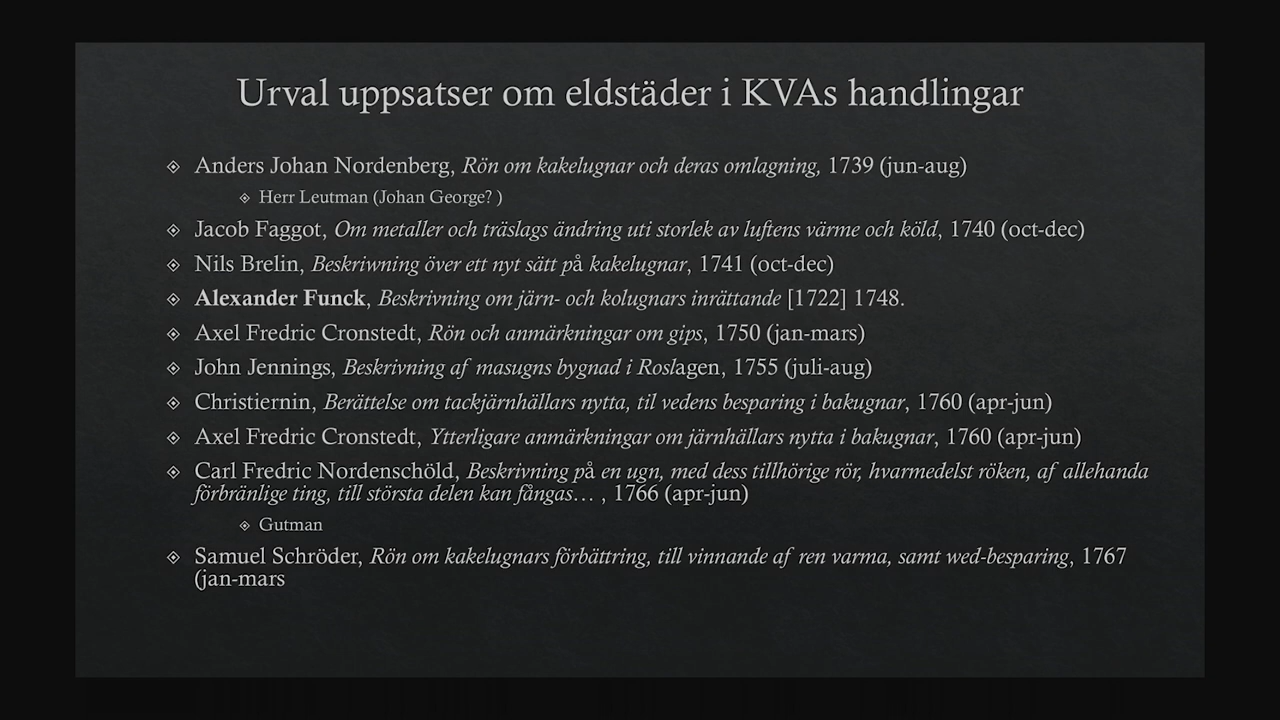 Urval uppsatser om eldstäder i KVAs handlingar
Anders Johan Nordenberg, Rön om kakelugnar och deras omlagning, 1739 (jun-aug)
Herr Leutman (Johan George? )
Jacob Faggot, Om metaller och träslags ändring uti storlek av luftens värme och köld, 1740 (oct-dec)
Nils Brelin, Beskriwning över ett nyt sätt på kakelugnar, 1741 (oct-dec)
Alexander Funck, Beskrivning om järn- och kolugnars inrättande [1722] 1748.
Axel Fredric Cronstedt, Rön och anmärkningar om gips, 1750 (jan-mars)
John Jennings, Beskrivning af masugns bygnad i Roslagen, 1755 (juli-aug)
Christiernin, Berättelse om tackjärnhällars nytta, til vedens besparing i bakugnar, 1760 (apr-jun)
Axel Fredric Cronstedt, Ytterligare anmärkningar om järnhällars nytta i bakugnar, 1760 (apr-jun)
Carl Fredric Nordenschöld, Beskrivning på en ugn, med dess tillhörige rör, hvarmedelst röken, af allehanda
förbränlige ting, till största delen kan fångas… , 1766 (apr-jun)
Gutman
Samuel Schröder, Rön om kakelugnars förbättring, till vinnande af ren varma, samt wed-besparing, 1767
(jan-mars